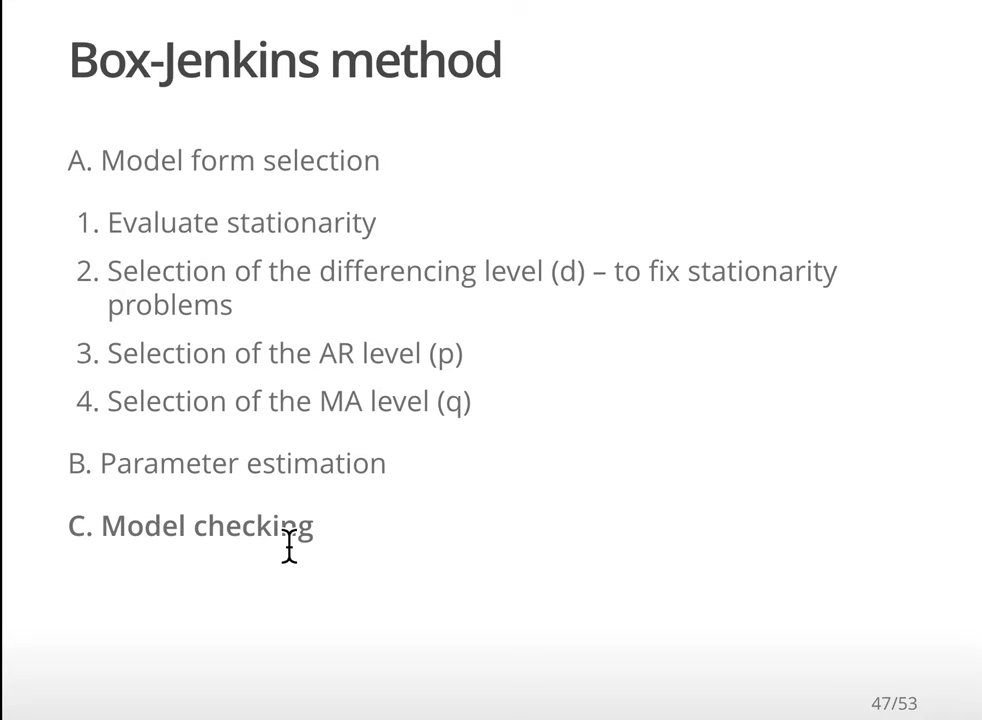 Box-Jenkins method
A. Model form selection
1. Evaluate stationarity
2. Selection of the differencing level (d) – to fix stationarity
problems
3. Selection of the AR level (p)
4. Selection of the MA level (q)
B. Parameter estimation
C. Model checking
47/53